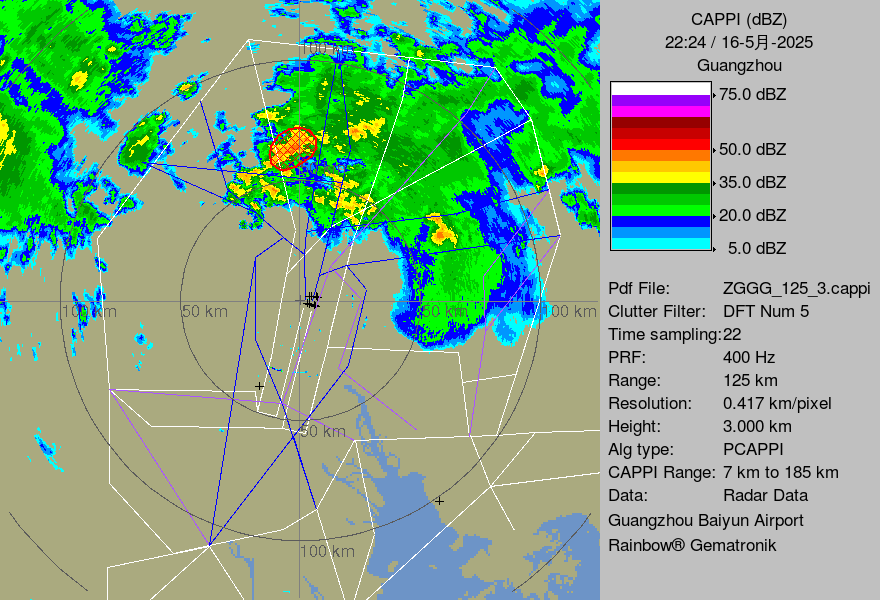 CAPPI (dBZ)
22:24 / 16-5月-2025
Guangzhou
75.0 dBZ
50.0 dBZ
35.0 dBZ
20.0 dBZ
5.0 dBZ
Pdf File: ZGGG_125_3.cappi
Clutter Filter: DFT Num 5
Time sampling:22
PRF: 400 Hz
Range: 125 km
Resolution: 0.417 km/pixel
Height: 3.000 km
Alg type: PCAPPI
CAPPI Range: 7 km to 185 km
Data: Radar Data
Guangzhou Baiyun Airport
Rainbow® Gematronik
100 km
100 km
50 km
50 km
100 km
50 km
100 km